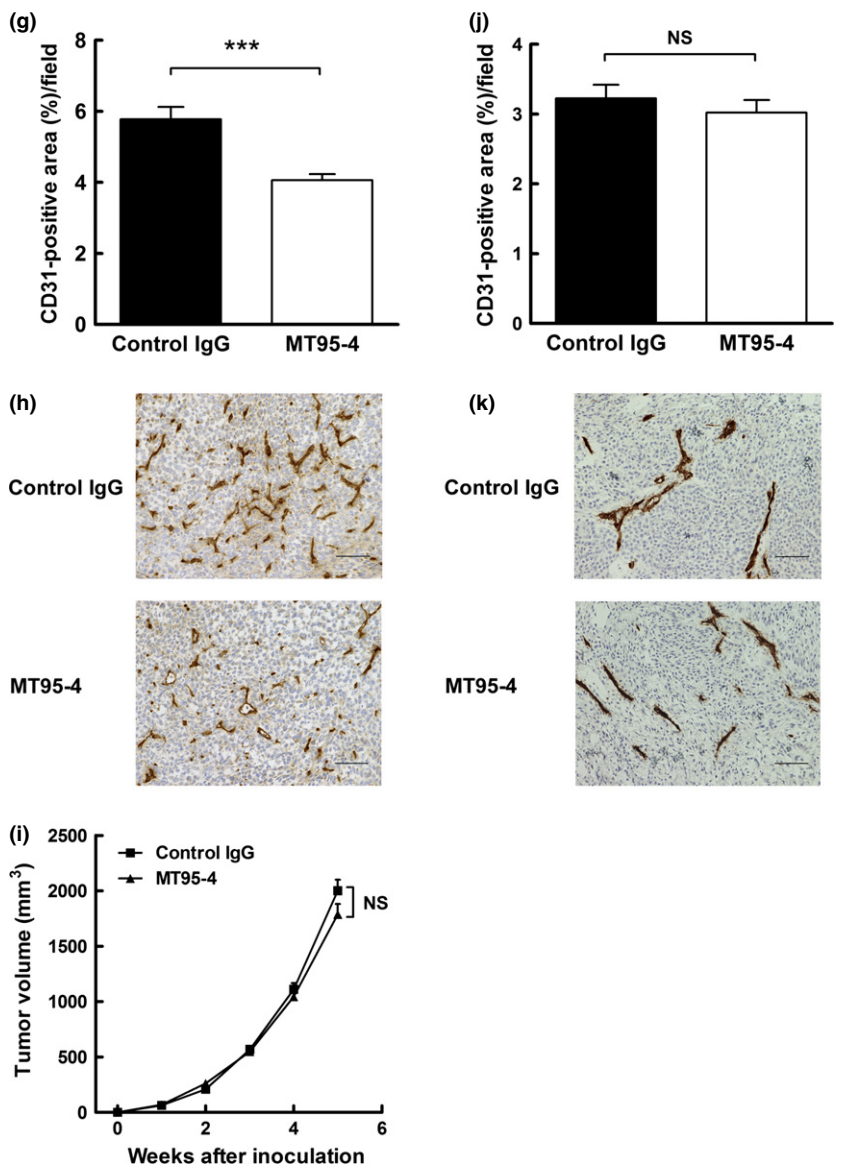 (g)
CD31-positive area (%)/field
8
6
4
2
0
***
Control IgG
MT95-4
(j)
CD31-positive area (%)/field
4
3
2
1
0
NS
Control IgG
MT95-4
(h)
Control IgG
MT95-4
(k)
Control IgG
MT95-4
(i)
Tumor volume (mm³)
2500
2000
1500
1000
500
0
Control IgG
MT95-4
NS
0
2
4
6
Weeks after inoculation